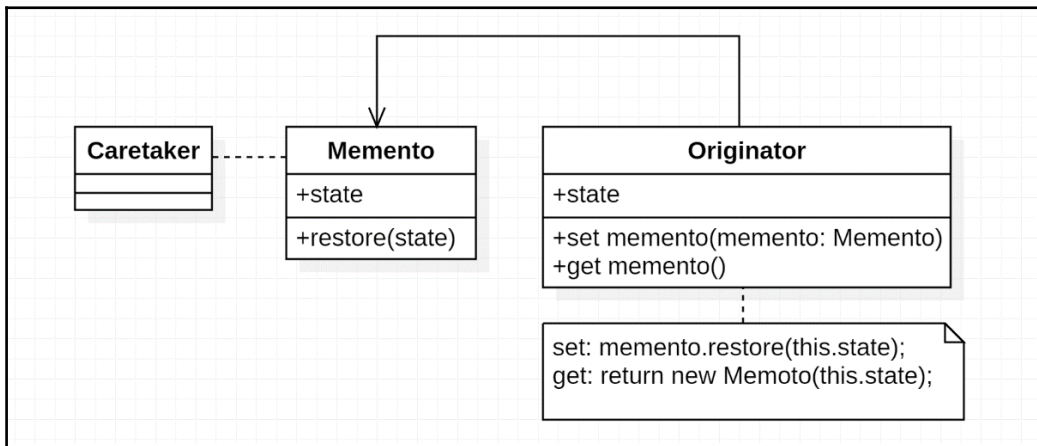 Caretaker
Memento
+state
+restore(state)
Originator
+state
+set memento(memento: Memento)
+get memento()
set: memento.restore(this.state);
get: return new Memoto(this.state);